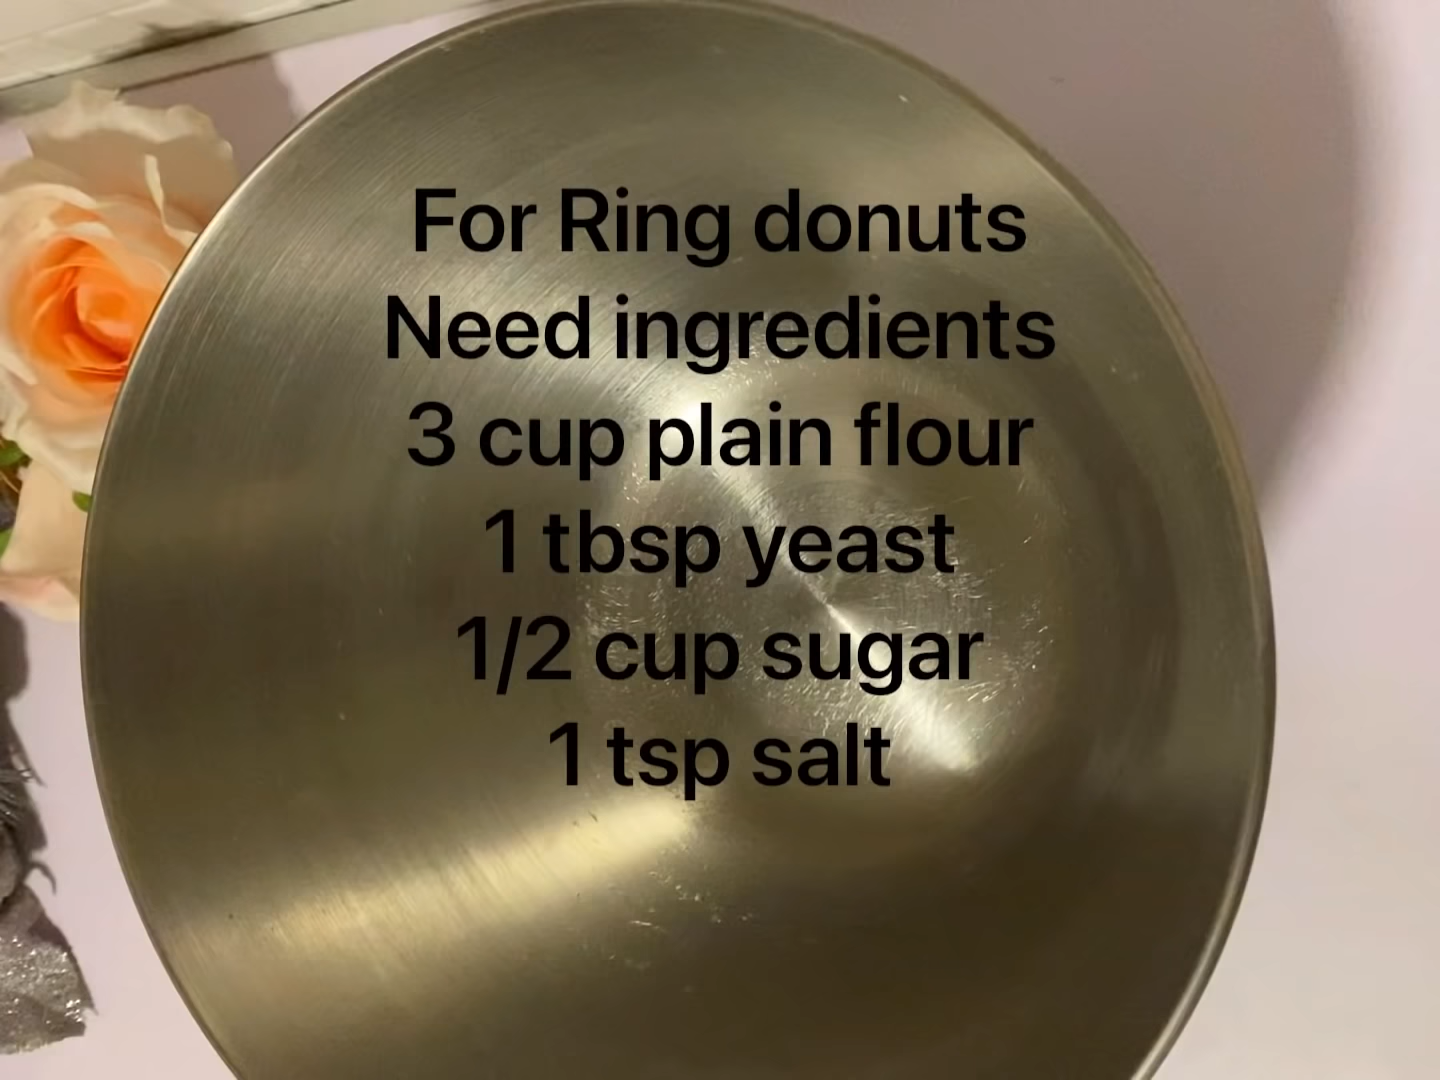 For Ring donuts
Need ingredients
3 cup plain flour
1 tbsp yeast
1/2 cup sugar
1 tsp salt